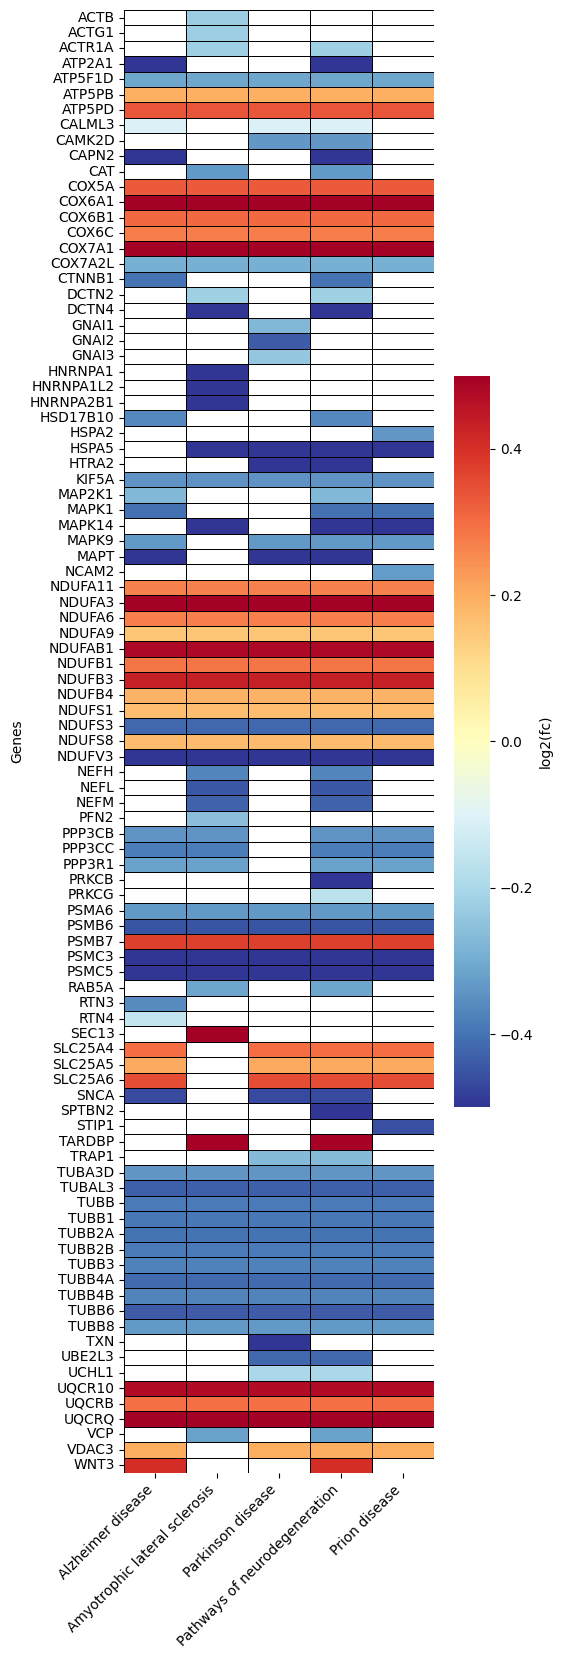 ACTB
ACTG1
ACTR1A
ATP2A1
ATP5F1D
ATP5PB
ATP5PD
CALML3
CAMK2D
CAPN2
CAT
COX5A
COX6A1
COX6B1
COX6C
COX7A1
COX7A2L
CTNNB1
DCTN2
DCTN4
GNAI1
GNAI2
GNAI3
HNRNPA1
HNRNPA1L2
HNRNPA2B1
HSD17B10
HSPA2
HSPA5
HTRA2
KIF5A
MAP2K1
MAPK1
MAPK14
MAPK9
MAPT
NCAM2
NDUFA11
NDUFA3
NDUFA6
NDUFA9
NDUFAB1
NDUFB1
NDUFB3
NDUFB4
NDUFS1
NDUFS3
NDUFS8
NDUFV3
NEFH
NEFL
NEFM
PFN2
PPP3CB
PPP3CC
PPP3R1
PRKCB
PRKCG
PSMA6
PSMB6
PSMB7
PSMC3
PSMC5
RAB5A
RTN3
RTN4
SEC13
SLC25A4
SLC25A5
SLC25A6
SNCA
SPTBN2
STIP1
TARDBP
TRAP1
TUBA3D
TUBAL3
TUBB
TUBB1
TUBB2A
TUBB2B
TUBB3
TUBB4A
TUBB4B
TUBB6
TUBB8
TXN
UBE2L3
UCHL1
UQCR10
UQCRB
UQCRQ
VCP
VDAC3
WNT3
Genes
Alzheimer disease
Amyotrophic lateral sclerosis
Parkinson disease
Pathways of neurodegeneration
Prion disease
0.4
0.2
0.0
−0.2
−0.4
log2(fc)